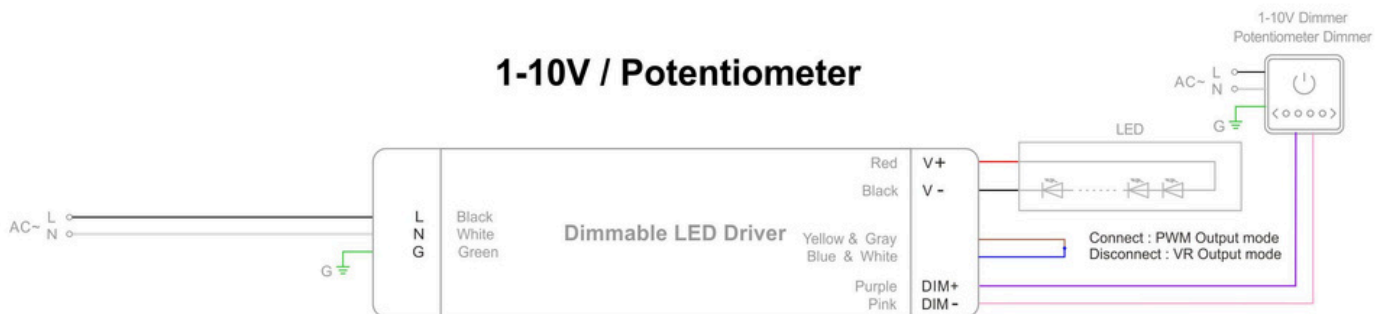 1-10V Dimmer
Potentiometer Dimmer
1-10V / Potentiometer
AC~ L
N
G
LED
Red V+
Black V -
AC~ L
N
L Black
N White
G Green
G
Dimmable LED Driver
Yellow & Gray
Blue & White
Connect : PWM Output mode
Disconnect : VR Output mode
Purple DIM+
Pink DIM -